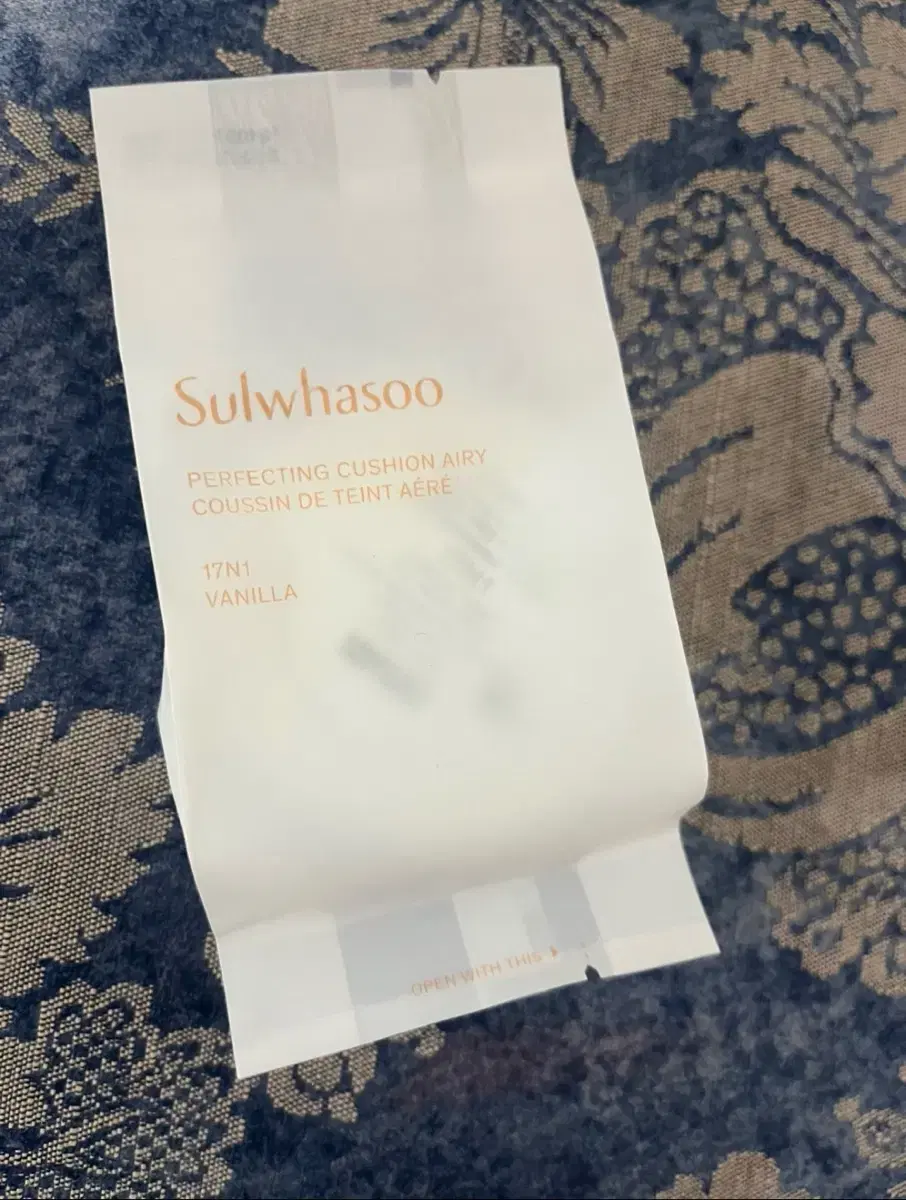 Sulwhasoo
PERFECTING CUSHION AIRY
COUSSIN DE TEINT AÉRÉ
17N1
VANILLA
OPEN WITH THIS